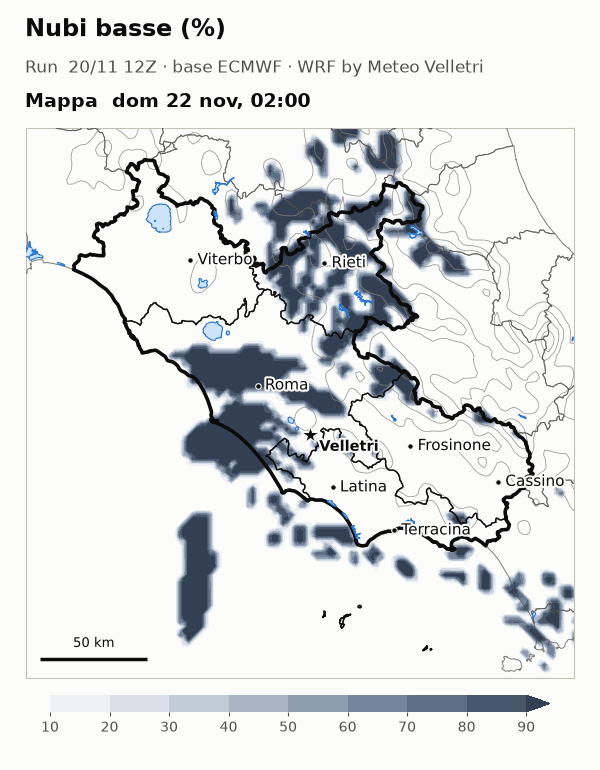 Nubi basse (%)
Run 20/11 12Z · base ECMWF · WRF by Meteo Velletri
Mappa dom 22 nov, 02:00
Viterbo
Rieti
Roma
Velletri
Frosinone
Latina
Cassino
Terracina
50 km
10 20 30 40 50 60 70 80 90